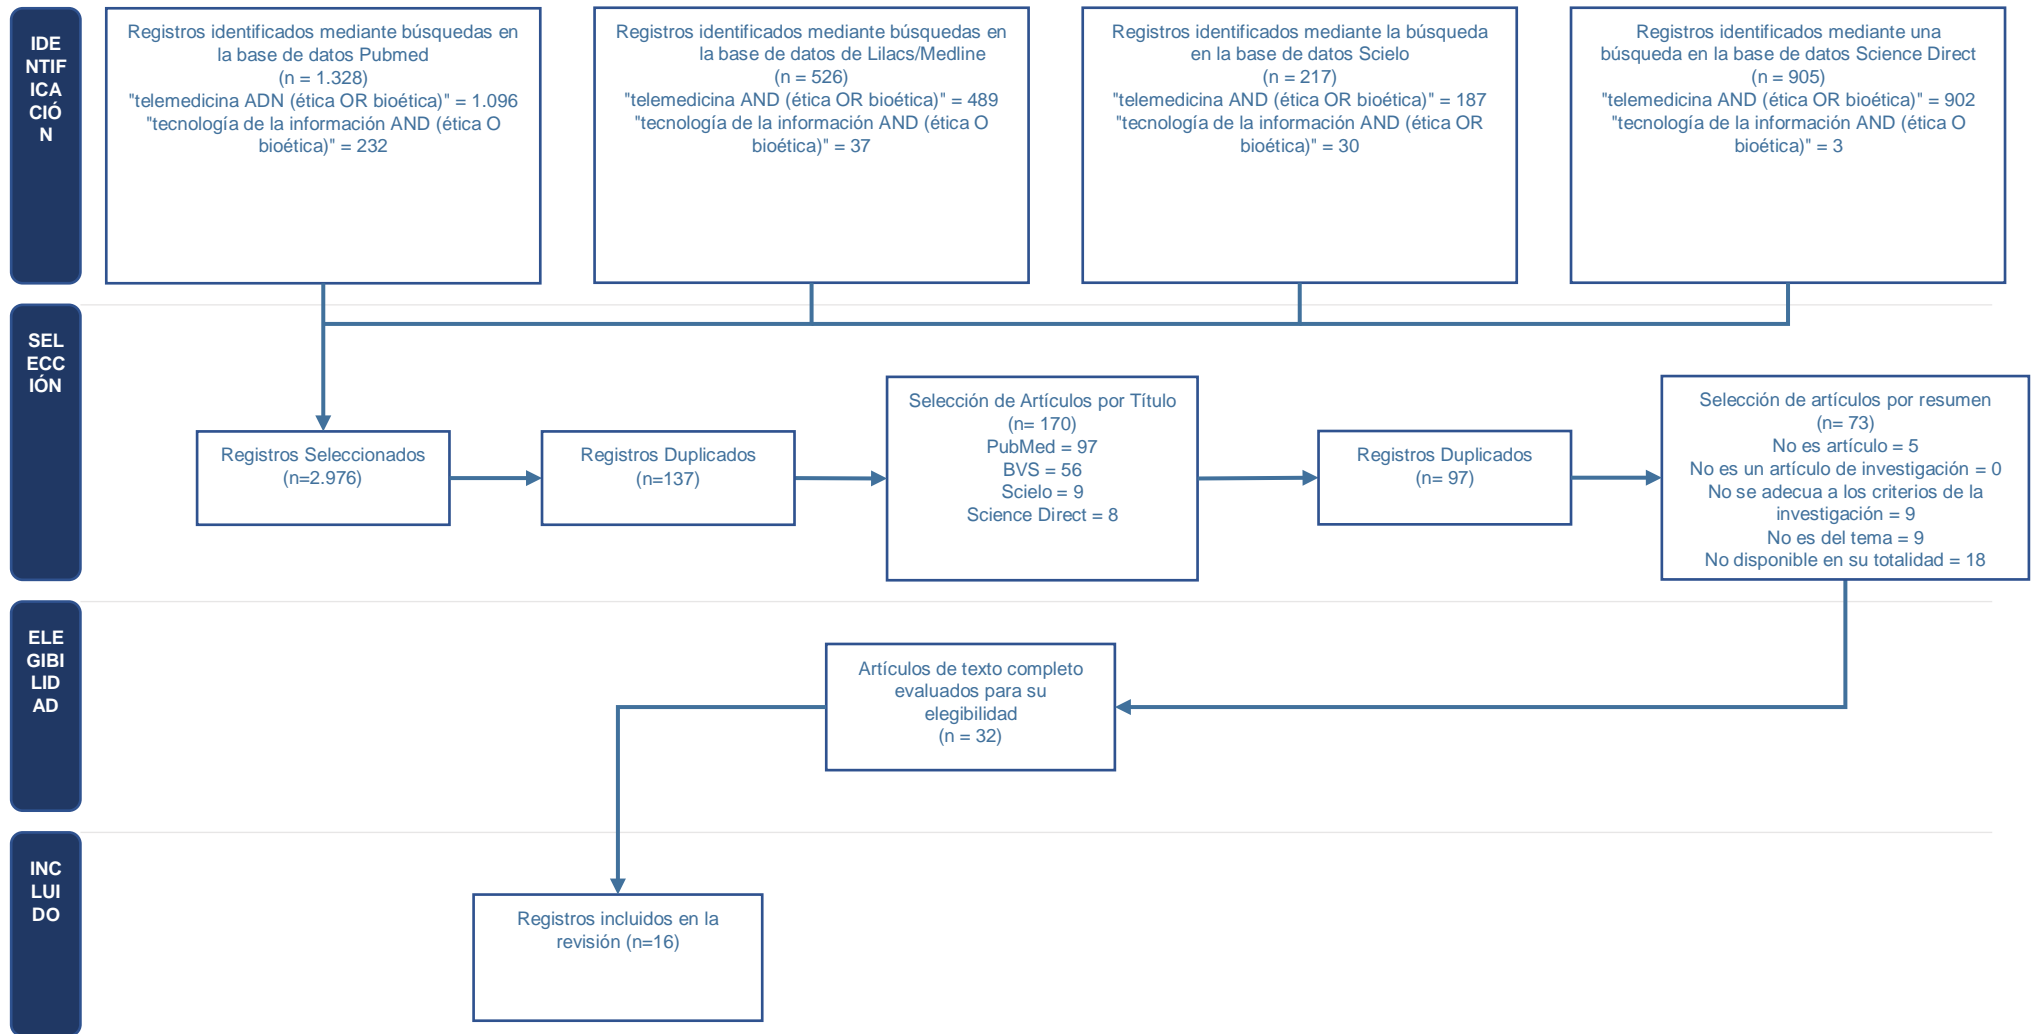 IDE
NTIF
ICA
CIÓ
N
Registros identificados mediante búsquedas en
la base de datos Pubmed
(n = 1.328)
"telemedicina ADN (ética OR bioética)" = 1.096
"tecnología de la información AND (ética O
bioética)" = 232
Registros identificados mediante búsquedas en
la base de datos de Lilacs/Medline
(n = 526)
"telemedicina AND (ética OR bioética)" = 489
"tecnología de la información AND (ética O
bioética)" = 37
Registros identificados mediante la búsqueda
en la base de datos Scielo
(n = 217)
"telemedicina AND (ética OR bioética)" = 187
"tecnología de la información AND (ética OR
bioética)" = 30
Registros identificados mediante una
búsqueda en la base de datos Science Direct
(n = 905)
"telemedicina AND (ética OR bioética)" = 902
"tecnología de la información AND (ética O
bioética)" = 3
SEL
ECC
IÓN
Registros Seleccionados
(n=2.976)
Registros Duplicados
(n=137)
Selección de Artículos por Título
(n= 170)
PubMed = 97
BVS = 56
Scielo = 9
Science Direct = 8
Registros Duplicados
(n= 97)
Selección de artículos por resumen
(n= 73)
No es artículo = 5
No es un artículo de investigación = 0
No se adecua a los criterios de la
investigación = 9
No es del tema = 9
No disponible en su totalidad = 18
ELE
GIBI
LID
AD
Artículos de texto completo
evaluados para su
elegibilidad
(n = 32)
INC
LUI
DO
Registros incluidos en la
revisión (n=16)